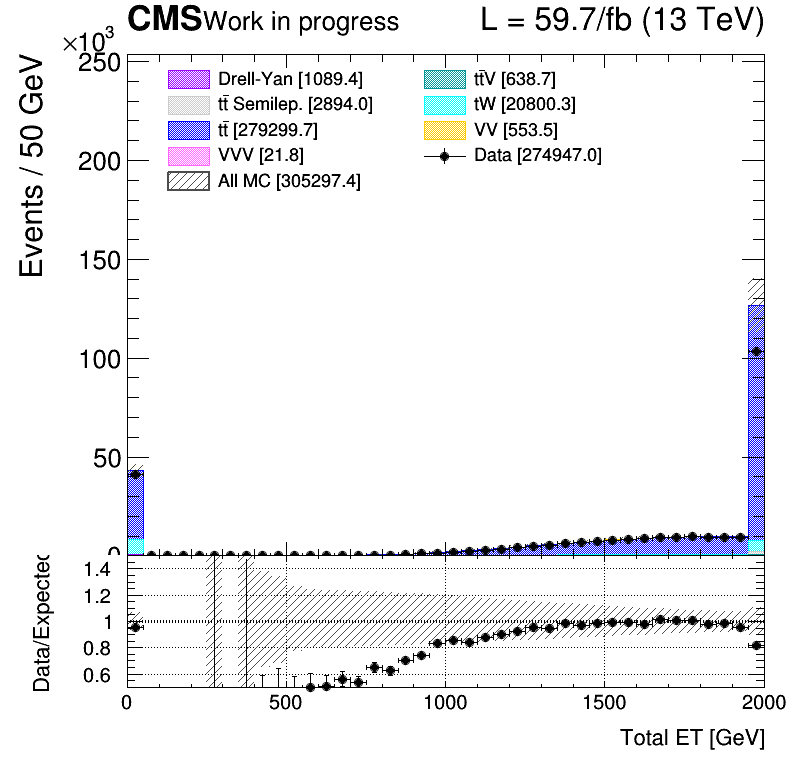 CMS Work in progress L = 59.7/fb (13 TeV)
×10³
Events / 50 GeV
250
200
150
100
50
0
Drell-Yan [1089.4]
tt̄ Semilep. [2894.0]
tt̄ [279299.7]
VVV [21.8]
All MC [305297.4]
tt̄V [638.7]
tW [20800.3]
VV [553.5]
Data [274947.0]
Data/Expected
1.4
1.2
1
0.8
0.6
0 500 1000 1500 2000
Total ET [GeV]